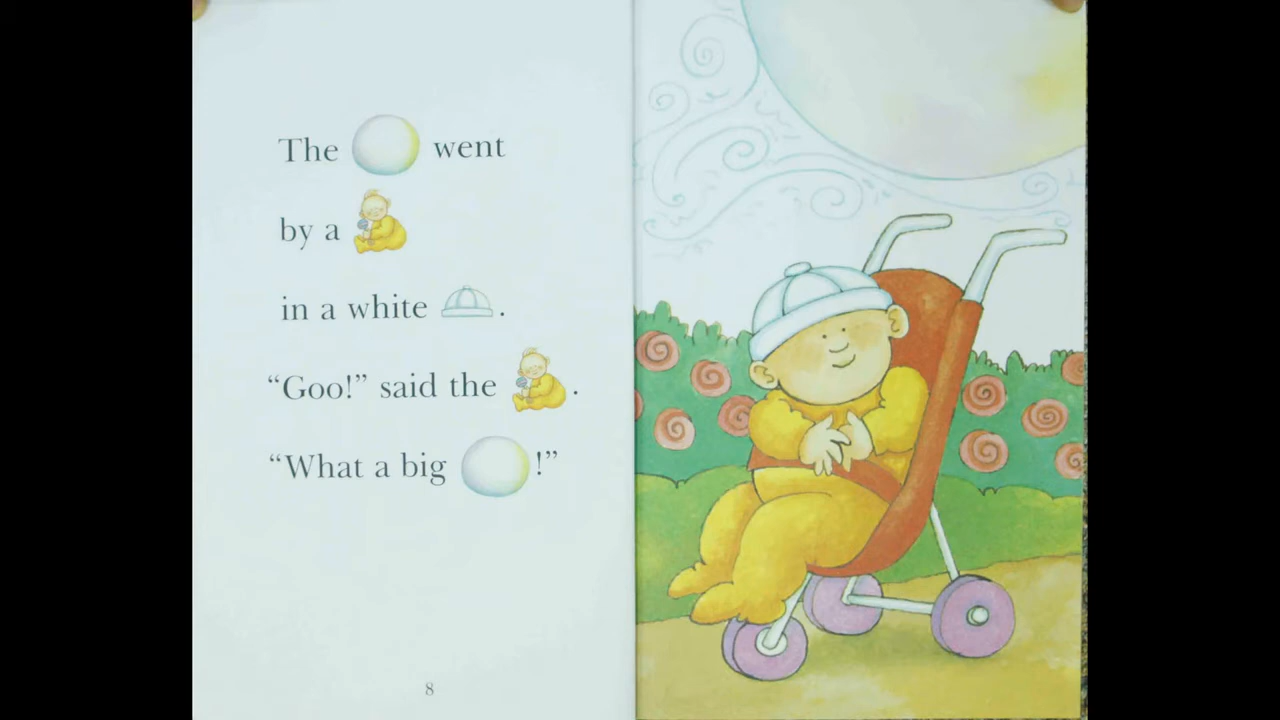 The went
by a
in a white .
“Goo!” said the .
“What a big !”
8